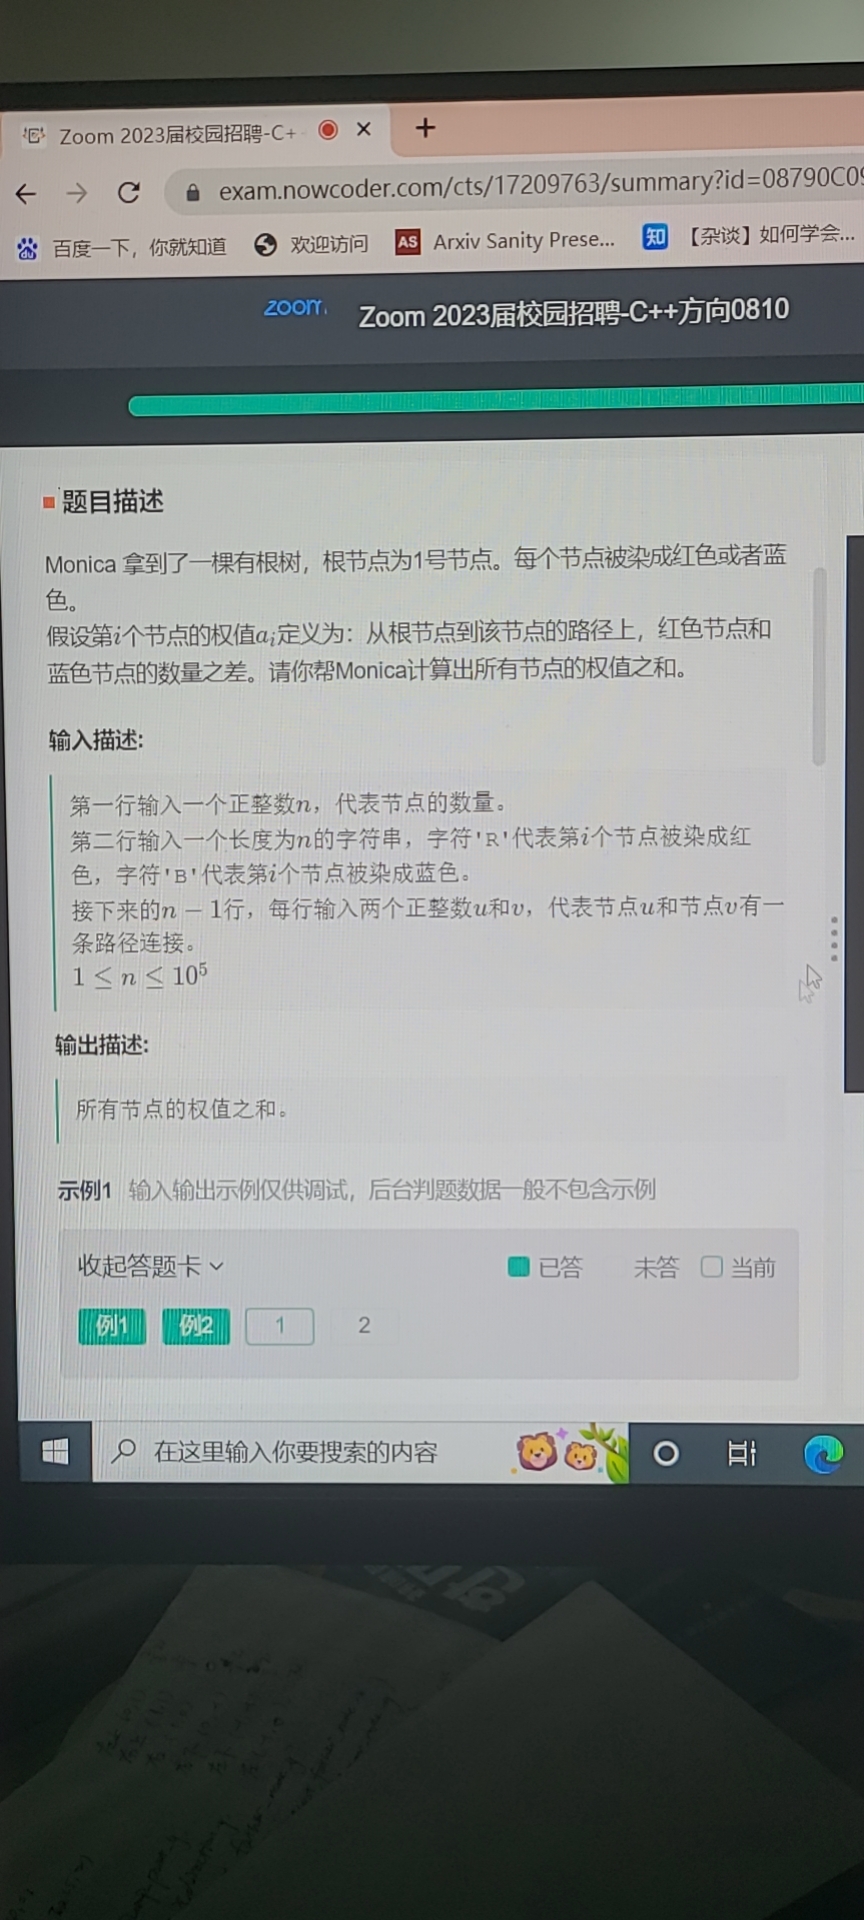 Zoom 2023届校园招聘-C+
exam.nowcoder.com/cts/17209763/summary?id=08790C09
百度一下，你就知道 欢迎访问 AS Arxiv Sanity Prese... 知 【杂谈】如何学会...
zoom Zoom 2023届校园招聘-C++方向0810
题目描述
Monica 拿到了一棵有根树，根节点为1号节点。每个节点被染成红色或者蓝
色。
假设第i个节点的权值aᵢ定义为：从根节点到该节点的路径上，红色节点和
蓝色节点的数量之差。请你帮Monica计算出所有节点的权值之和。
输入描述:
第一行输入一个正整数n，代表节点的数量。
第二行输入一个长度为n的字符串，字符'R'代表第i个节点被染成红
色，字符'B'代表第i个节点被染成蓝色。
接下来的n − 1行，每行输入两个正整数u和v，代表节点u和节点v有一
条路径连接。
1 ≤ n ≤ 10⁵
输出描述:
所有节点的权值之和。
示例1 输入输出示例仅供调试，后台判题数据一般不包含示例
收起答题卡 已答 未答 当前
例1 例2 1 2
在这里输入你要搜索的内容